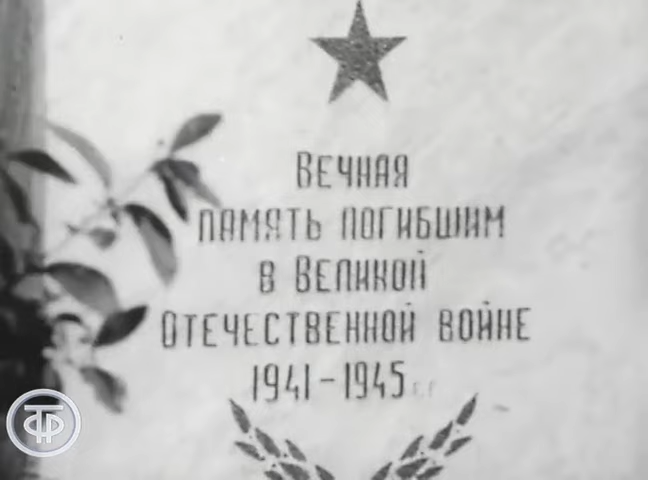 Вечная
память погибшим
в Великой
Отечественной войне
1941-1945 г.г.